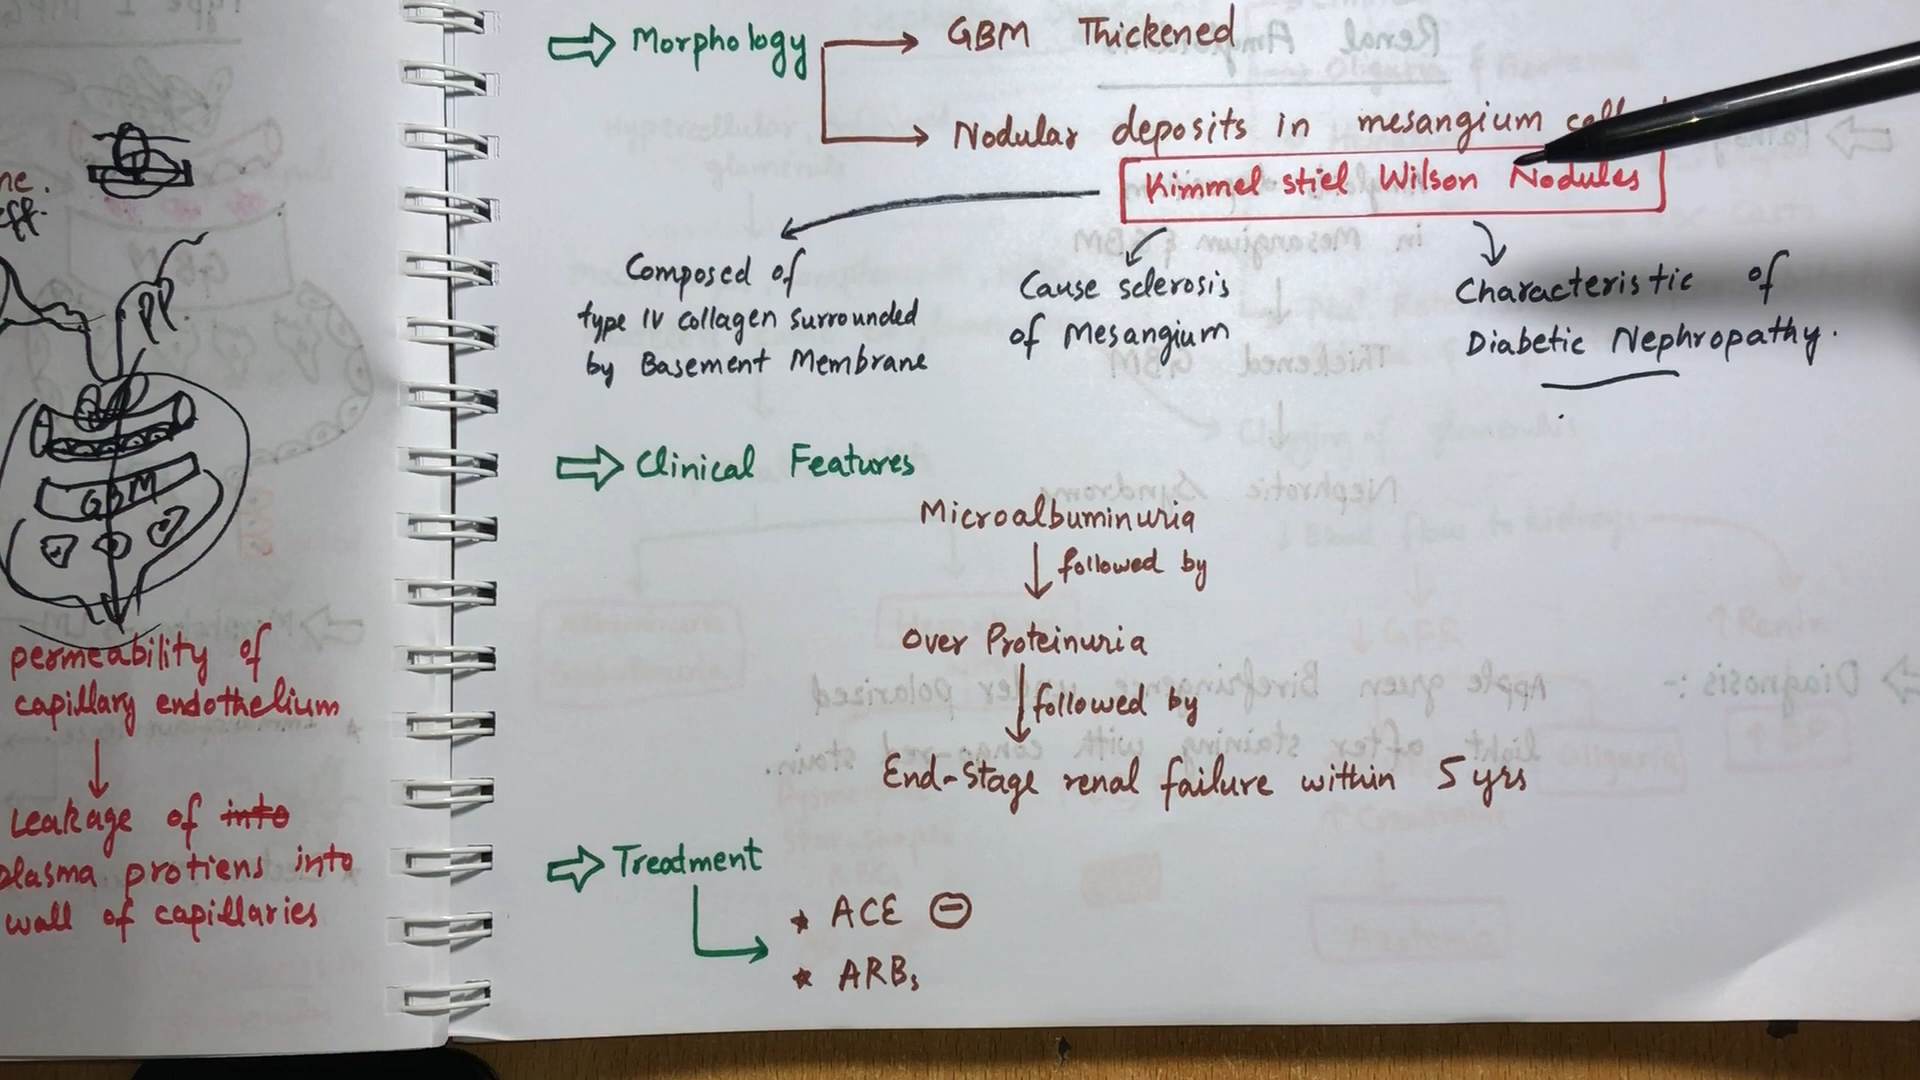 ne.
eff.
PP.
GBM
permeability of
capillary endothelium
Leakage of into
plasma protiens into
wall of capillaries
Morphology
GBM Thickened
Nodular deposits in mesangium
Kimmel stiel Wilson Nodules
Composed of
type IV collagen surrounded
by Basement Membrane
Cause sclerosis
of Mesangium
Characteristic of
Diabetic Nephropathy.
Clinical Features
Microalbuminuria
followed by
Over Proteinuria
followed by
End-Stage renal failure within 5 yrs
Treatment
* ACE ⊖
* ARBs